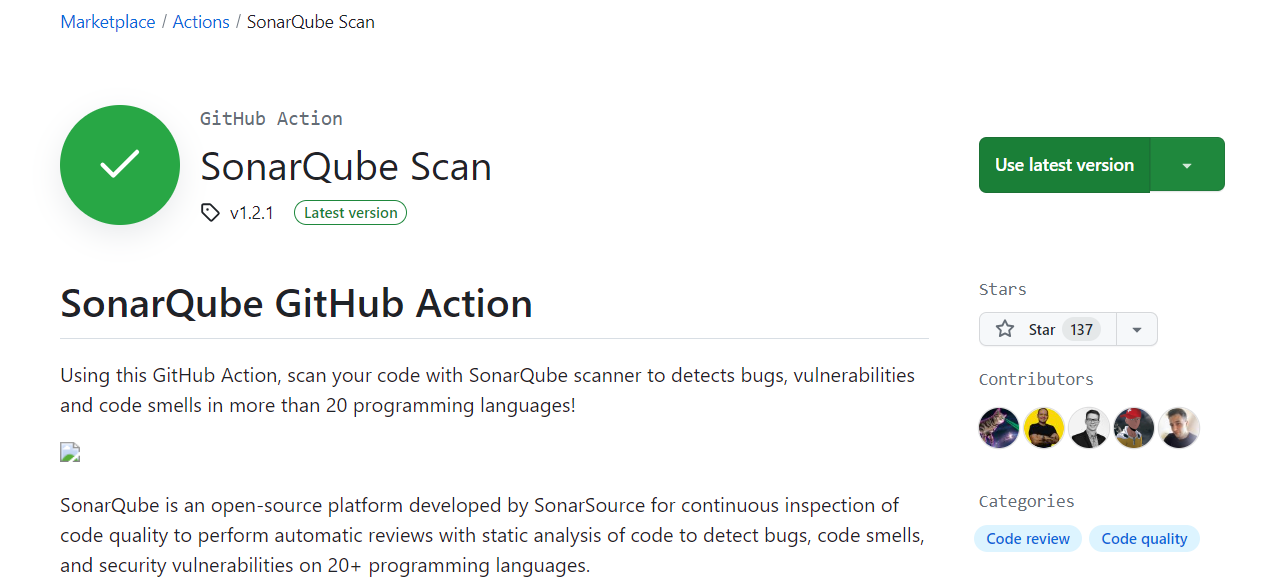 Marketplace / Actions / SonarQube Scan
GitHub Action
SonarQube Scan
v1.2.1 Latest version
Use latest version
SonarQube GitHub Action
Using this GitHub Action, scan your code with SonarQube scanner to detects bugs, vulnerabilities
and code smells in more than 20 programming languages!
SonarQube is an open-source platform developed by SonarSource for continuous inspection of
code quality to perform automatic reviews with static analysis of code to detect bugs, code smells,
and security vulnerabilities on 20+ programming languages.
Stars
Star 137
Contributors
Categories
Code review Code quality